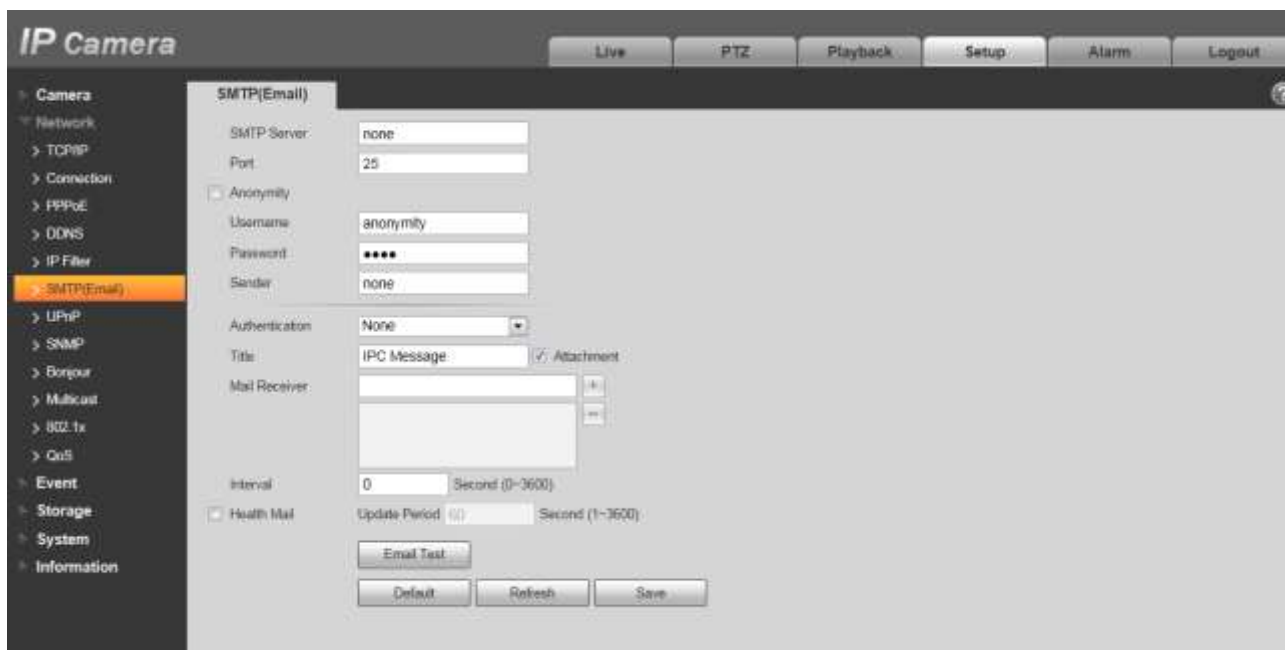 IP Camera
Live PTZ Playback Setup Alarm Logout
Camera
Network
TCP/IP
Connection
PPPoE
DDNS
IP Filter
SMTP(Email)
UPnP
SNMP
Bonjour
Multicast
802.1x
QoS
Event
Storage
System
Information
SMTP(Email)
SMTP Server none
Port 25
Anonymity
Username anonymity
Password ••••
Sender none
Authentication None
Title IPC Message Attachment
Mail Receiver
Interval 0 Second (0~3600)
Health Mail Update Period 60 Second (1~3600)
Email Test
Default Refresh Save